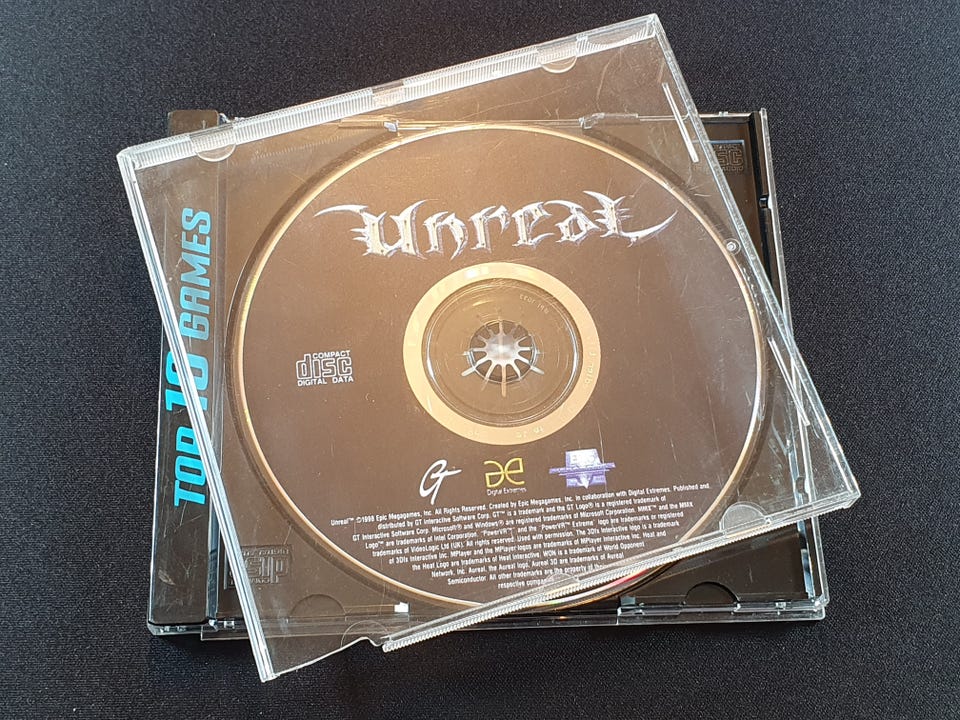 TOP 10 GAMES
Unreal
COMPACT
disc
DIGITAL DATA
GT
de
Digital Extremes
Unreal™ ©1998 Epic Megagames, Inc. All Rights Reserved. Created by Epic Megagames, Inc. in collaboration with Digital Extremes. Published and
distributed by GT Interactive Software Corp. GT™ is a trademark and the GT Logo® is a registered trademark of
GT Interactive Software Corp. Microsoft® and Windows® are registered trademarks of Microsoft Corporation. MMX™ and the MMX
Logo™ are trademarks of Intel Corporation. "PowerVR™" and the "PowerVR™ Extreme" logo are trademarks or registered
trademarks of VideoLogic Ltd (UK). All rights reserved. Used with permission. The 3Dfx Interactive logo is a trademark
of 3Dfx Interactive Inc. MPlayer and the MPlayer logos are trademarks of MPlayer Interactive Inc. Heat and
the Heat Logo are trademarks of Heat Interactive. WON is a trademark of World Opponent
Network, Inc. Aureal, the Aureal logo, Aureal 3D are trademarks of Aureal
Semiconductor. All other trademarks are the property of
respective